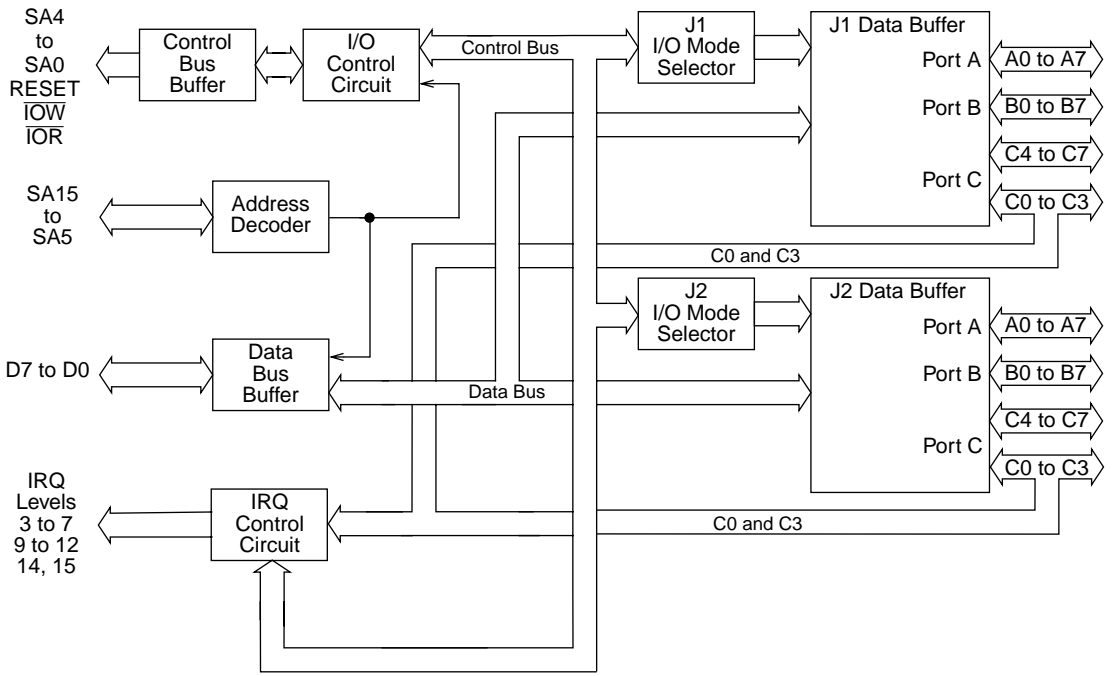 SA4
to
SA0
RESET
IOW
IOR
Control
Bus
Buffer
I/O
Control
Circuit
Control Bus
J1
I/O Mode
Selector
J1 Data Buffer
Port A
Port B
Port C
A0 to A7
B0 to B7
C4 to C7
C0 to C3
SA15
to
SA5
Address
Decoder
C0 and C3
J2
I/O Mode
Selector
J2 Data Buffer
Port A
Port B
Port C
A0 to A7
B0 to B7
C4 to C7
C0 to C3
D7 to D0
Data
Bus
Buffer
Data Bus
IRQ
Levels
3 to 7
9 to 12
14, 15
IRQ
Control
Circuit
C0 and C3